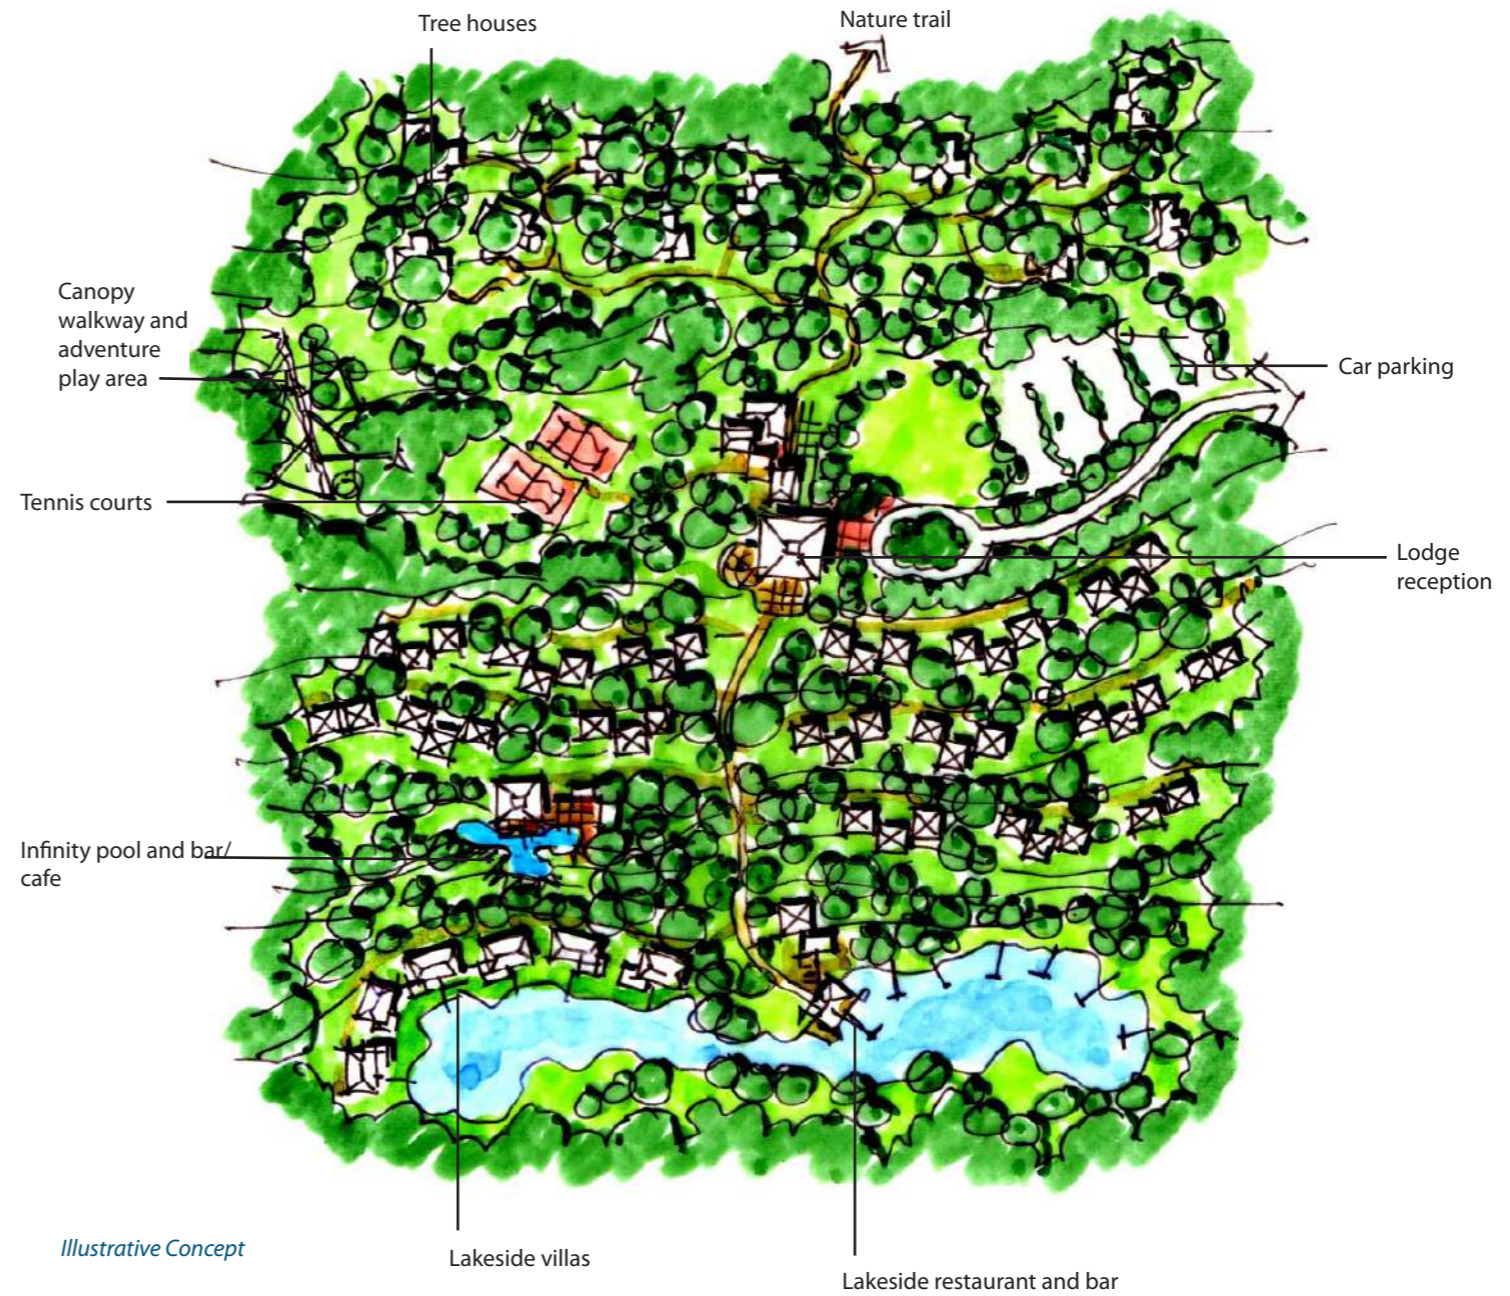 Tree houses
Nature trail
Canopy
walkway and
adventure
play area
Car parking
Tennis courts
Lodge
reception
Infinity pool and bar/
cafe
Illustrative Concept
Lakeside villas
Lakeside restaurant and bar